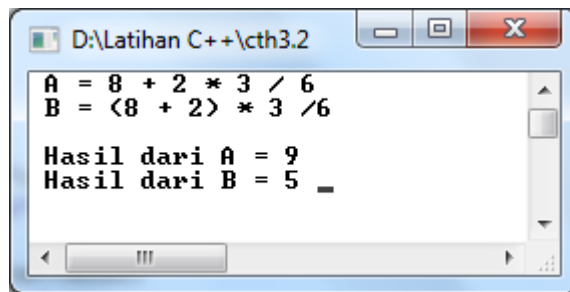 D:\Latihan C++\cth3.2
A = 8 + 2 * 3 / 6
B = (8 + 2) * 3 /6
Hasil dari A = 9
Hasil dari B = 5 _